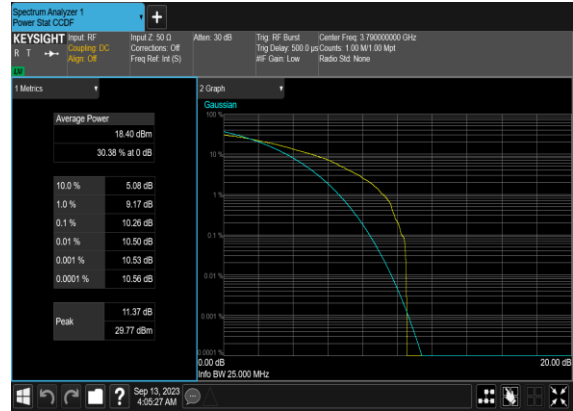 Spectrum Analyzer 1
Power Stat CCDF
KEYSIGHT
R T
LXI
Input: RF
Coupling: DC
Align: Off
Input Z: 50 Ω
Corrections: Off
Freq Ref: Int (S)
Atten: 30 dB
Trig: RF Burst
Trig Delay: 500.0 µs
#IF Gain: Low
Center Freq: 3.790000000 GHz
Counts: 1.00 M/1.00 Mpt
Radio Std: None
1 Metrics
Average Power
18.40 dBm
30.38 % at 0 dB
10.0 % 5.08 dB
1.0 % 9.17 dB
0.1 % 10.26 dB
0.01 % 10.50 dB
0.001 % 10.53 dB
0.0001 % 10.56 dB
Peak
11.37 dB
29.77 dBm
2 Graph
Gaussian
100 %
10 %
1 %
0.1 %
0.01 %
0.001 %
0.0001 %
0.00 dB
20.00 dB
Info BW 25.000 MHz
?
Sep 13, 2023
4:05:27 AM